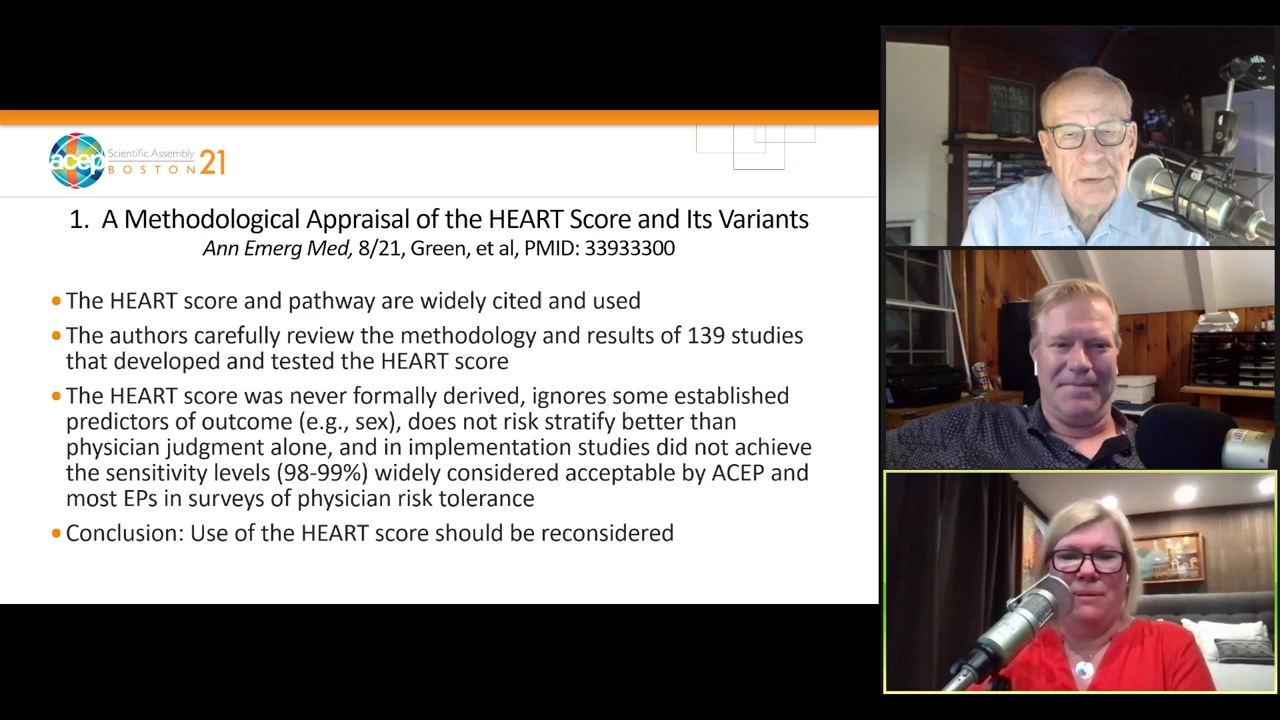 acep Scientific Assembly
BOSTON 21
1. A Methodological Appraisal of the HEART Score and Its Variants
Ann Emerg Med, 8/21, Green, et al, PMID: 33933300
• The HEART score and pathway are widely cited and used
• The authors carefully review the methodology and results of 139 studies
that developed and tested the HEART score
• The HEART score was never formally derived, ignores some established
predictors of outcome (e.g., sex), does not risk stratify better than
physician judgment alone, and in implementation studies did not achieve
the sensitivity levels (98-99%) widely considered acceptable by ACEP and
most EPs in surveys of physician risk tolerance
• Conclusion: Use of the HEART score should be reconsidered